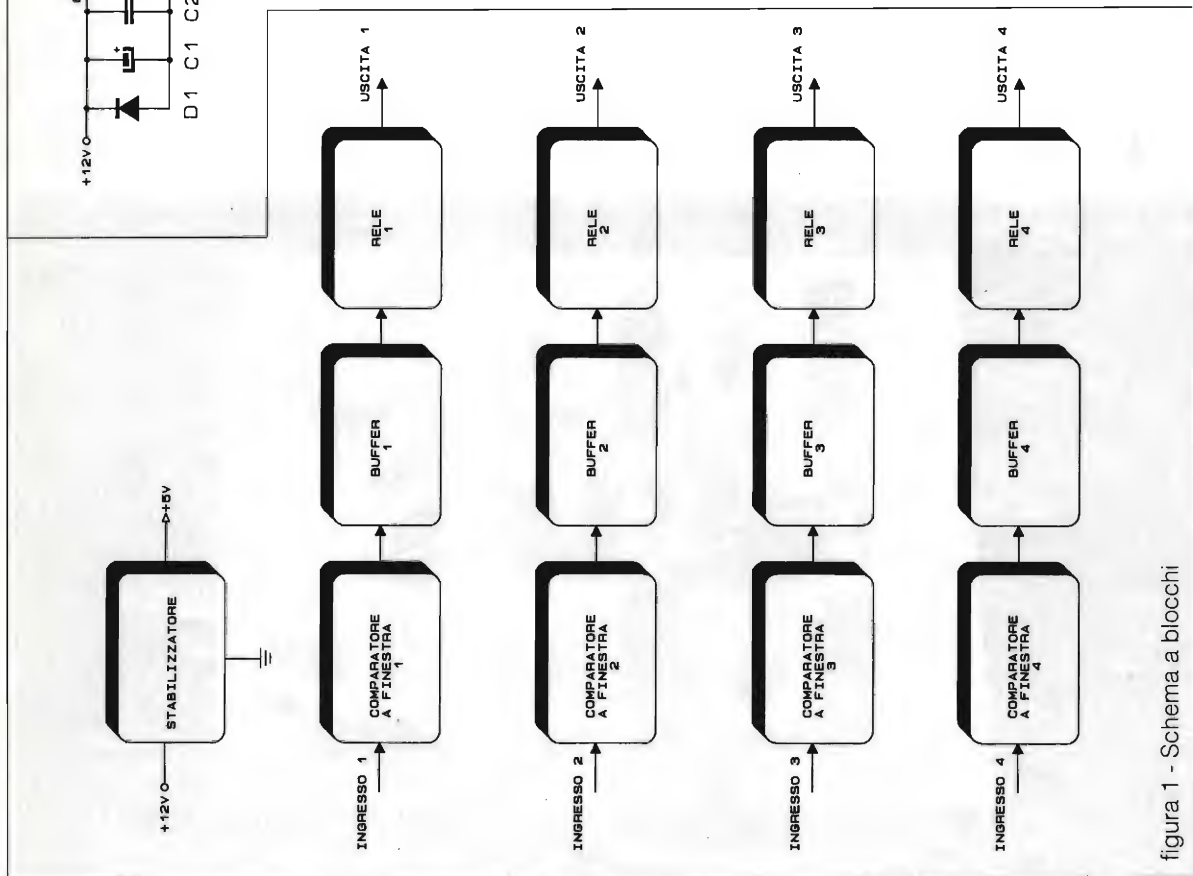 +12V
D1
C1
+
C2
+12V
STABILIZZATORE
+5V
INGRESSO 1
COMPARATORE
A FINESTRA
1
BUFFER
1
RELE
1
USCITA 1
INGRESSO 2
COMPARATORE
A FINESTRA
2
BUFFER
2
RELE
2
USCITA 2
INGRESSO 3
COMPARATORE
A FINESTRA
3
BUFFER
3
RELE
3
USCITA 3
INGRESSO 4
COMPARATORE
A FINESTRA
4
BUFFER
4
RELE
4
USCITA 4
figura 1 - Schema a blocchi